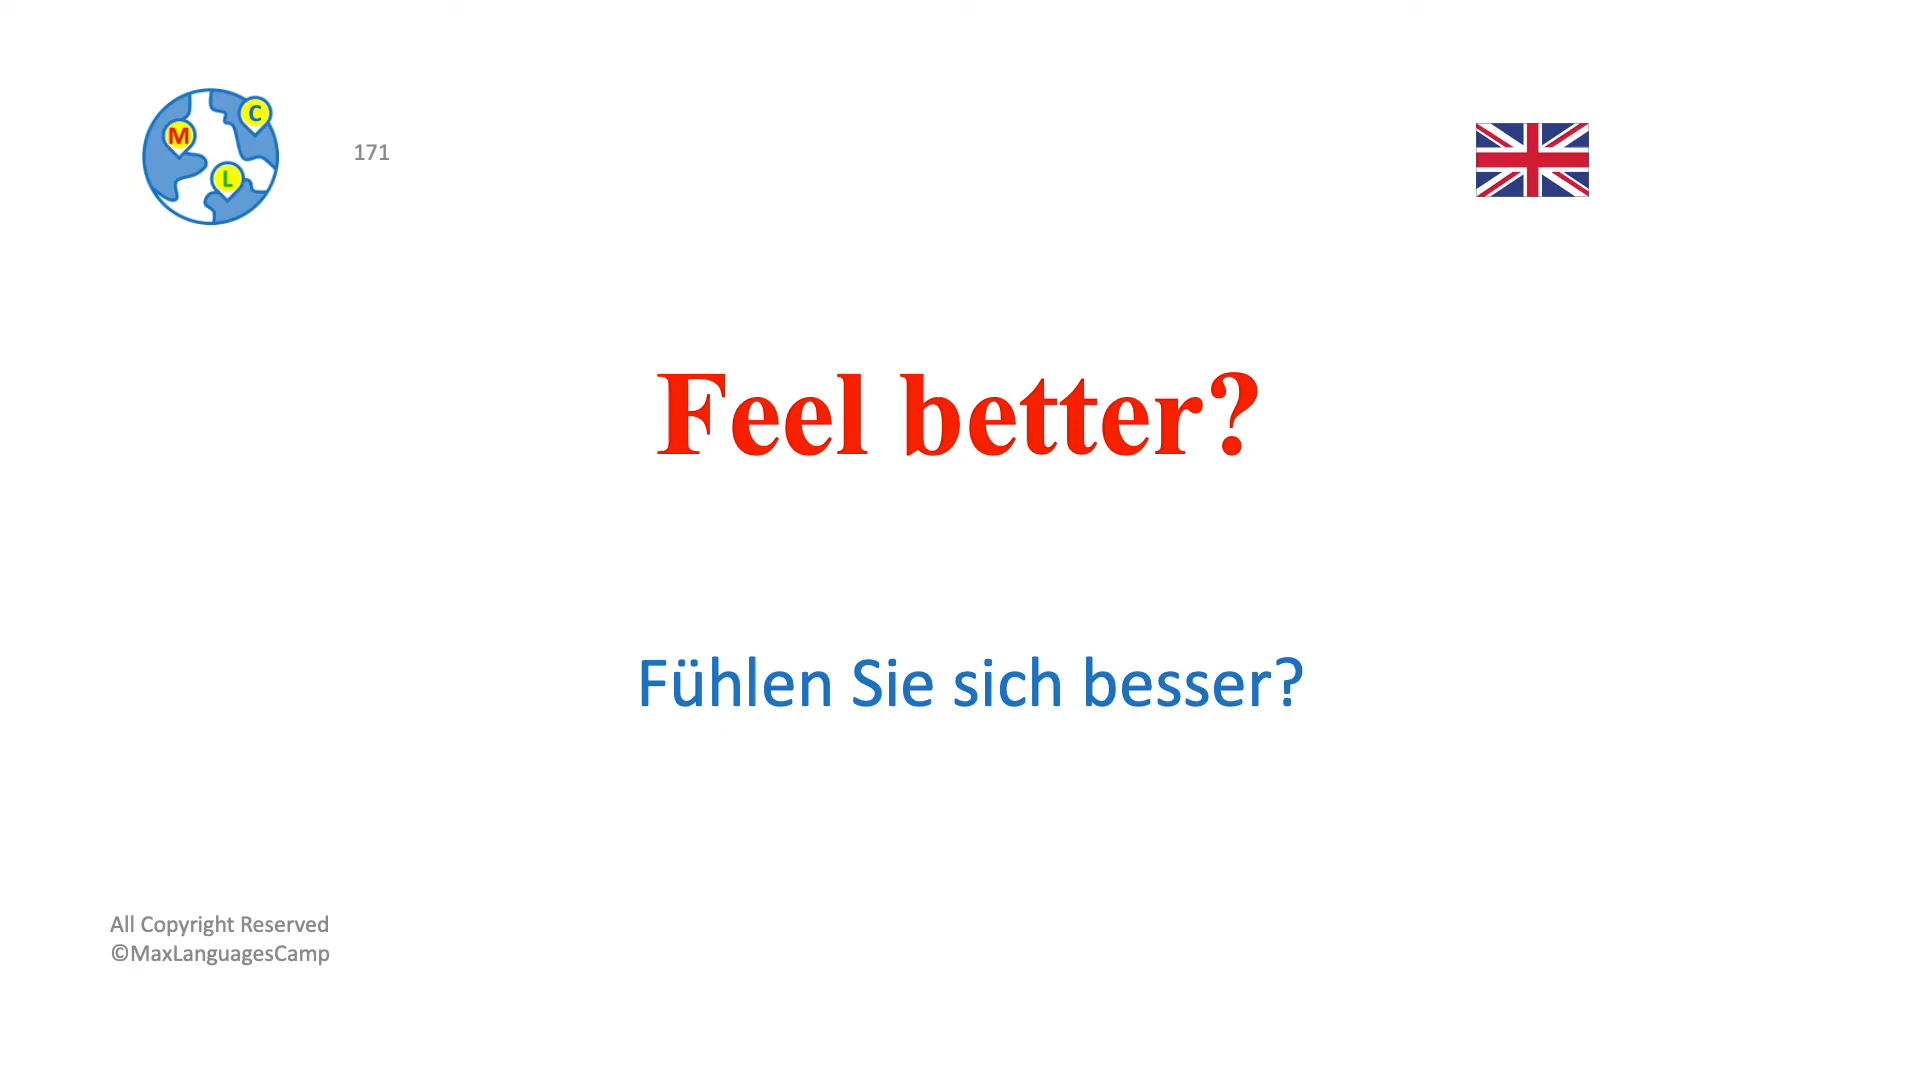 M
C
L
171
Feel better?
Fühlen Sie sich besser?
All Copyright Reserved
©MaxLanguagesCamp